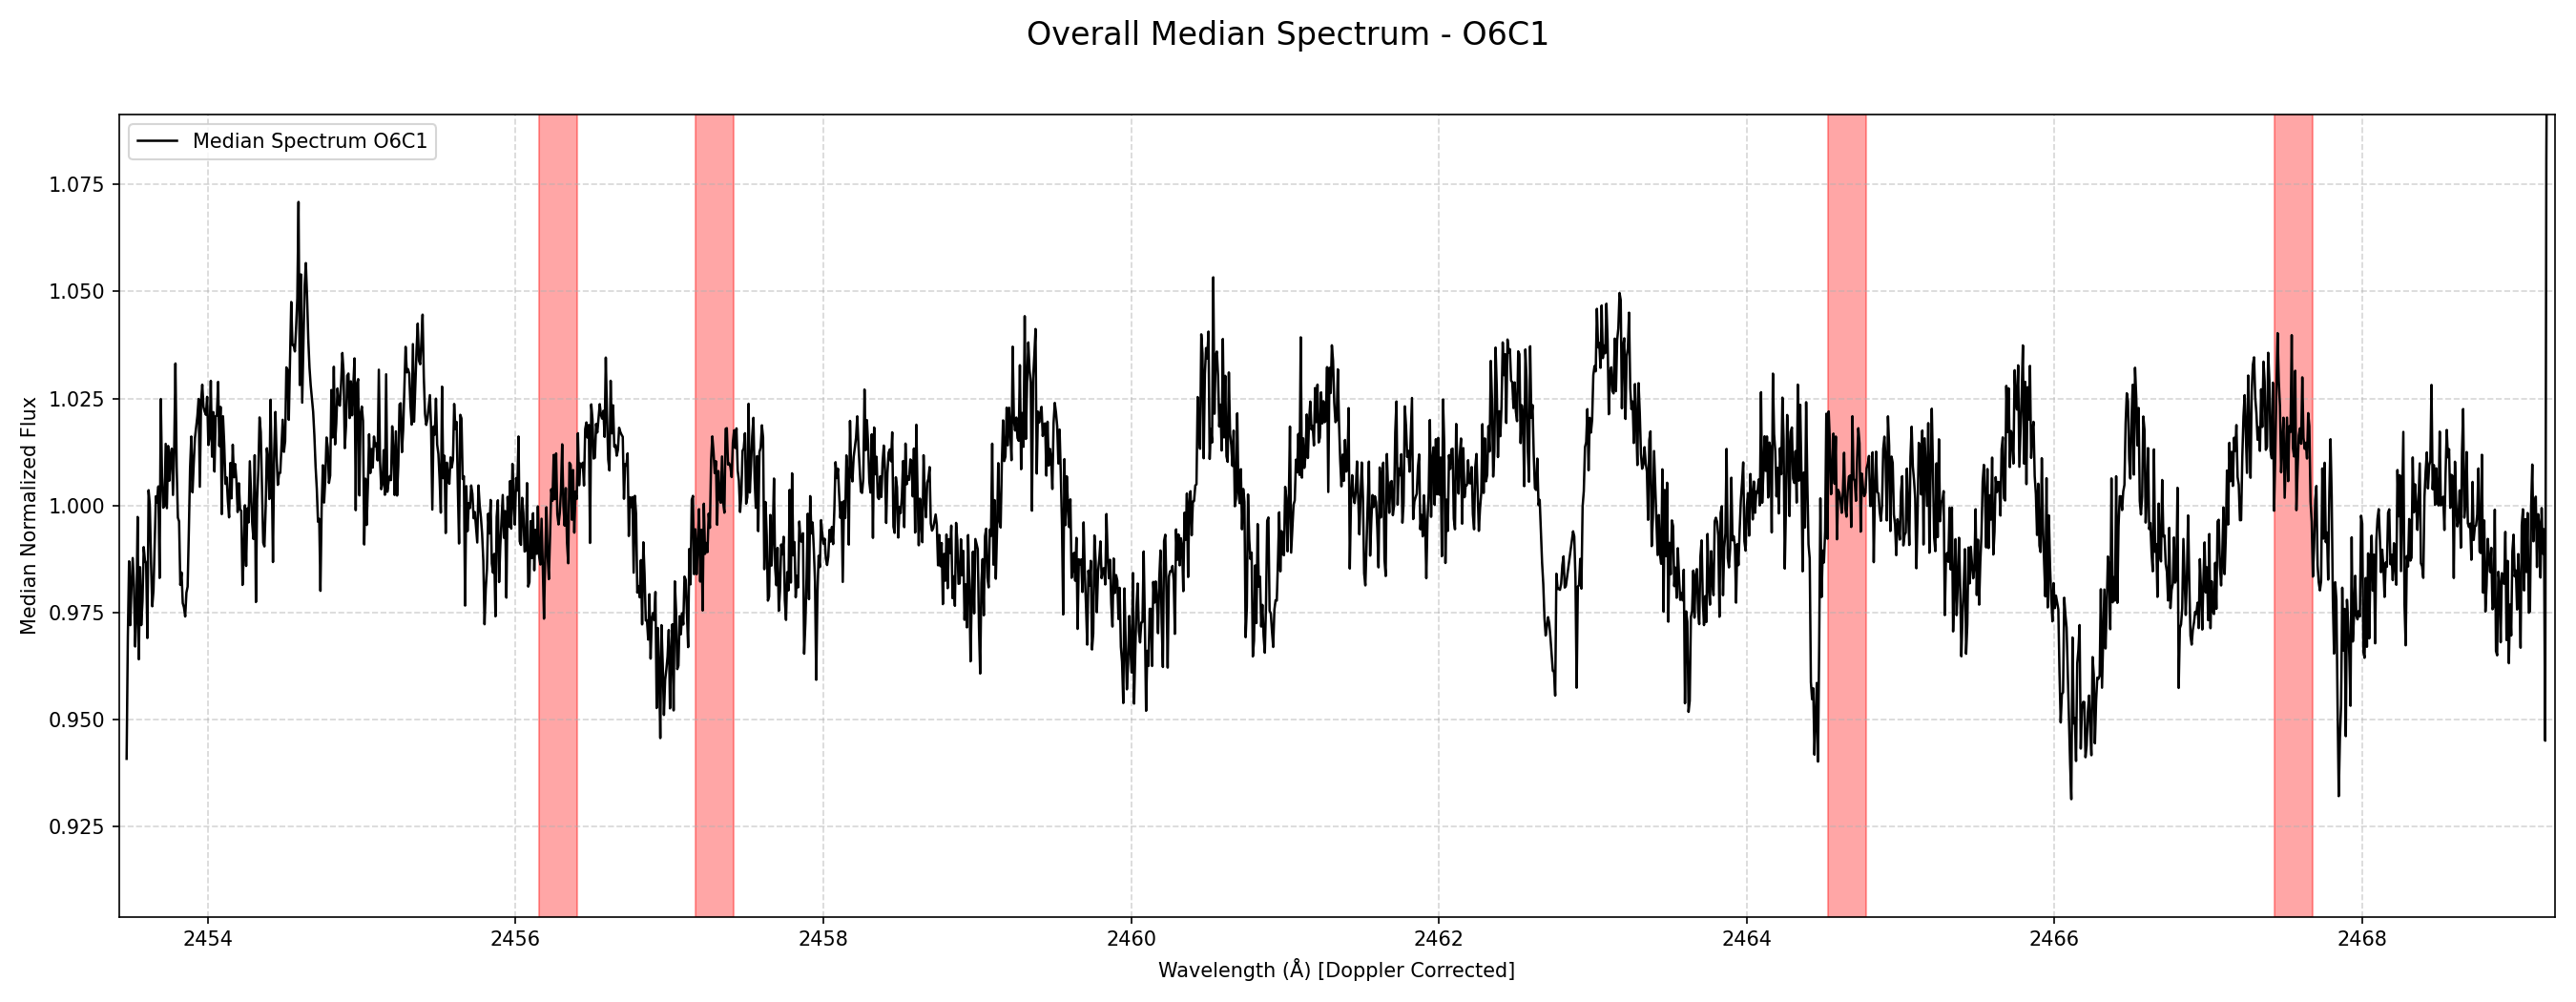 Overall Median Spectrum - O6C1
Median Spectrum O6C1
Median Normalized Flux
1.075
1.050
1.025
1.000
0.975
0.950
0.925
2454 2456 2458 2460 2462 2464 2466 2468
Wavelength (Å) [Doppler Corrected]